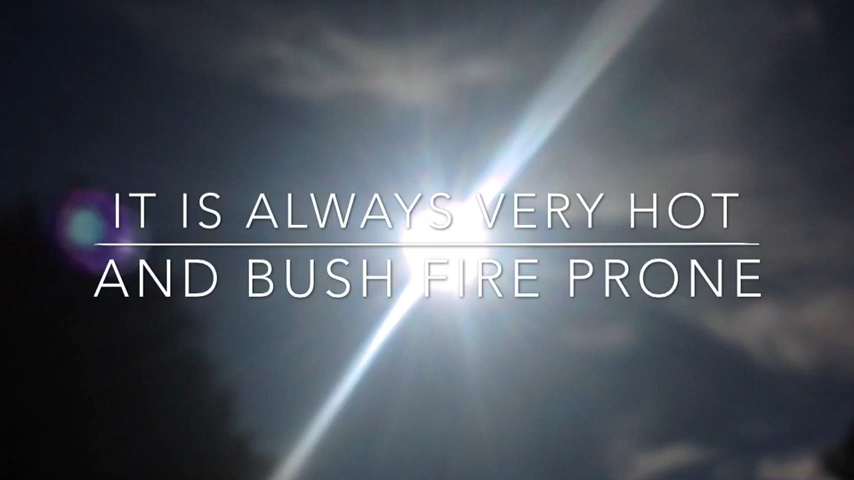 IT IS ALWAYS VERY HOT
AND BUSH FIRE PRONE